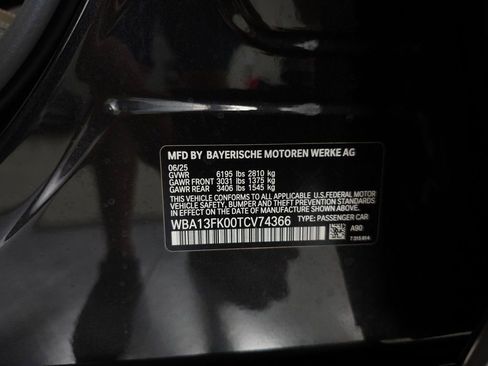 MFD BY BAYERISCHE MOTOREN WERKE AG
06/25
GVWR 6195 lbs 2810 kg
GAWR FRONT 3031 lbs 1375 kg
GAWR REAR 3406 lbs 1545 kg
THIS VEHICLE CONFORMS TO ALL APPLICABLE U.S. FEDERAL MOTOR
VEHICLE SAFETY, BUMPER AND THEFT PREVENTION STANDARDS
IN EFFECT ON THE DATE OF MANUFACTURE SHOWN ABOVE.
WBA13FK00TCV74366 TYPE: PASSENGER CAR
A90